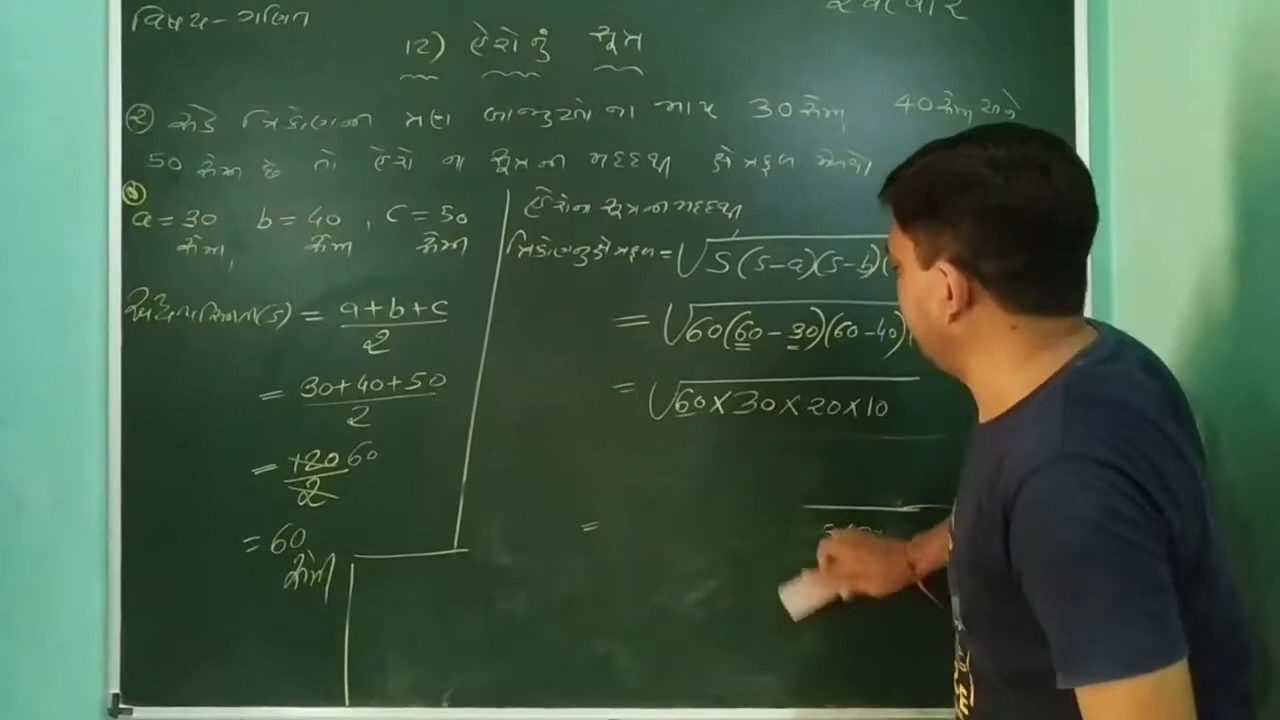 વિષય - ગણિત
રવિવાર
12) હેરોનું સૂત્ર
② કોઈ ત્રિકોણની ત્રણ બાજુઓના માપ 30 સેમી, 40 સેમી અને
50 સેમી છે તો હેરોના સૂત્રની મદદથી ક્ષેત્રફળ મેળવો.
a = 30 b = 40 , c = 50
સેમી, સેમી સેમી
અર્ધપરિમિતિ (s) = a+b+c / 2
= 30+40+50 / 2
= 120 / 2 60
= 60
સેમી
હેરોના સૂત્રની મદદથી,
ત્રિકોણનું ક્ષેત્રફળ = √S(s-a)(s-b)(
= √60(60-30)(60-40)(
= √60×30×20×10
=